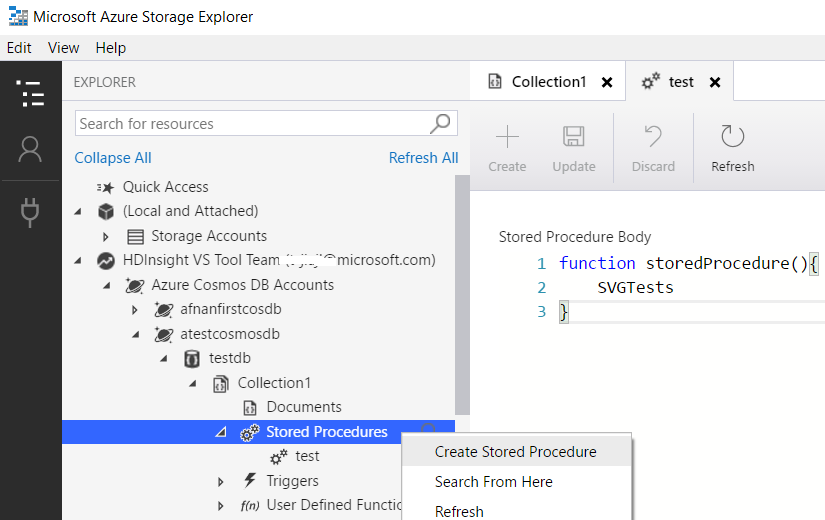 Microsoft Azure Storage Explorer
Edit View Help
EXPLORER
Search for resources
Collapse All Refresh All
Quick Access
(Local and Attached)
Storage Accounts
HDInsight VS Tool Team @microsoft.com)
Azure Cosmos DB Accounts
afnanfirstcosdb
atestcosmosdb
testdb
Collection1
Documents
Stored Procedures
test
Triggers
f(n) User Defined Functio
Collection1 test
Create Update Discard Refresh
Stored Procedure Body
1 function storedProcedure(){
2 SVGTests
3 }
Create Stored Procedure
Search From Here
Refresh